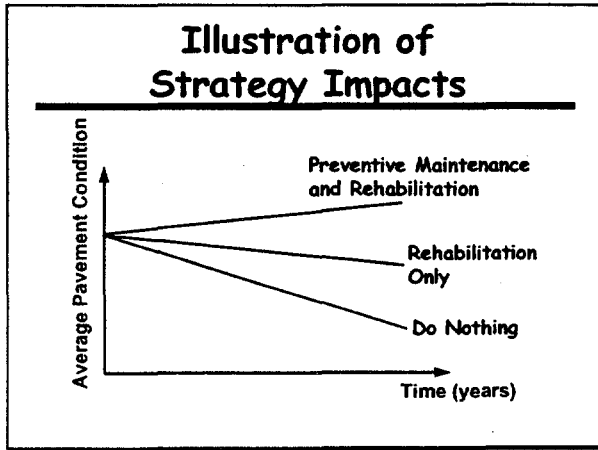 Illustration of
Strategy Impacts
Average Pavement Condition
Preventive Maintenance
and Rehabilitation
Rehabilitation
Only
Do Nothing
Time (years)